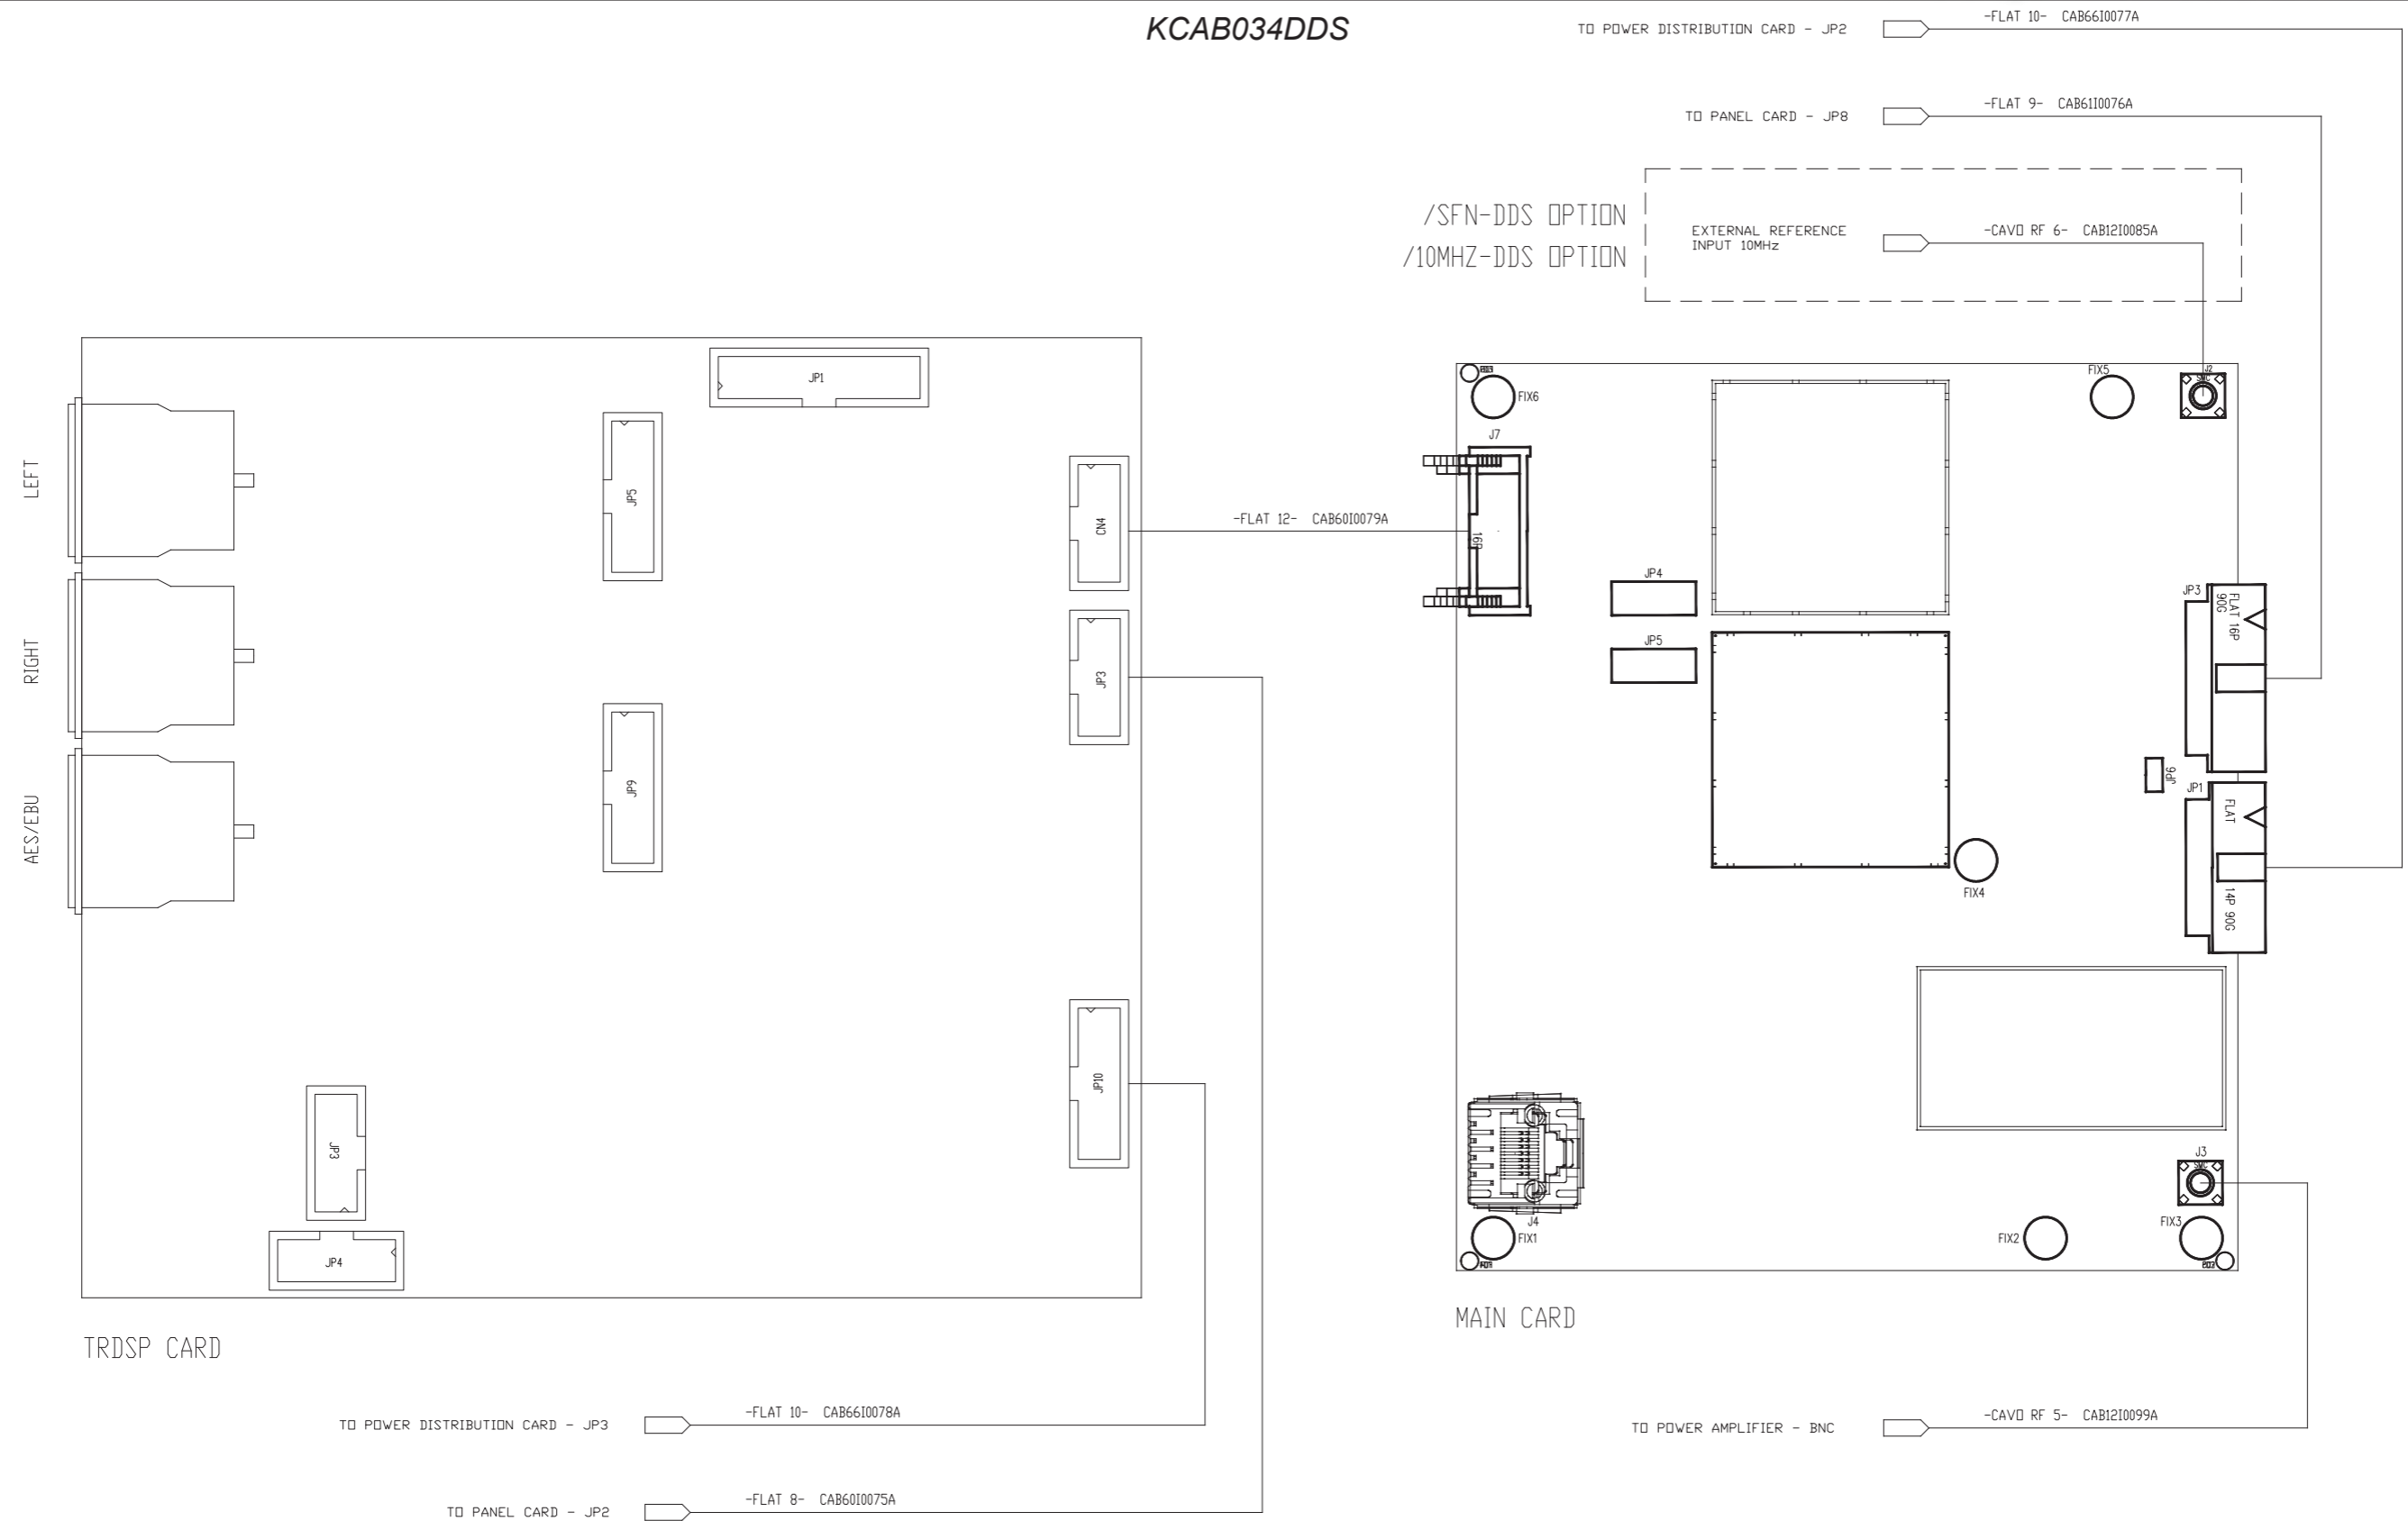 KCAB034DDS
TO POWER DISTRIBUTION CARD - JP2
-FLAT 10- CAB66I0077A
TO PANEL CARD - JP8
-FLAT 9- CAB61I0076A
/SFN-DDS OPTION
/10MHZ-DDS OPTION
EXTERNAL REFERENCE
INPUT 10MHz
-CAVO RF 6- CAB12I0085A
LEFT
RIGHT
AES/EBU
JP1
JP5
CN4
JP3
JP9
JP10
JP3
JP4
TRDSP CARD
-FLAT 12- CAB60I0079A
FIX6
FIX5
J2
SMC
J7
16P
JP4
JP5
JP3
FLAT 16P
90G
JP6
JP1
FLAT
14P 90G
FIX4
J3
SMC
J4
FIX1
FIX2
FIX3
MAIN CARD
TO POWER DISTRIBUTION CARD - JP3
-FLAT 10- CAB66I0078A
TO PANEL CARD - JP2
-FLAT 8- CAB60I0075A
TO POWER AMPLIFIER - BNC
-CAVO RF 5- CAB12I0099A